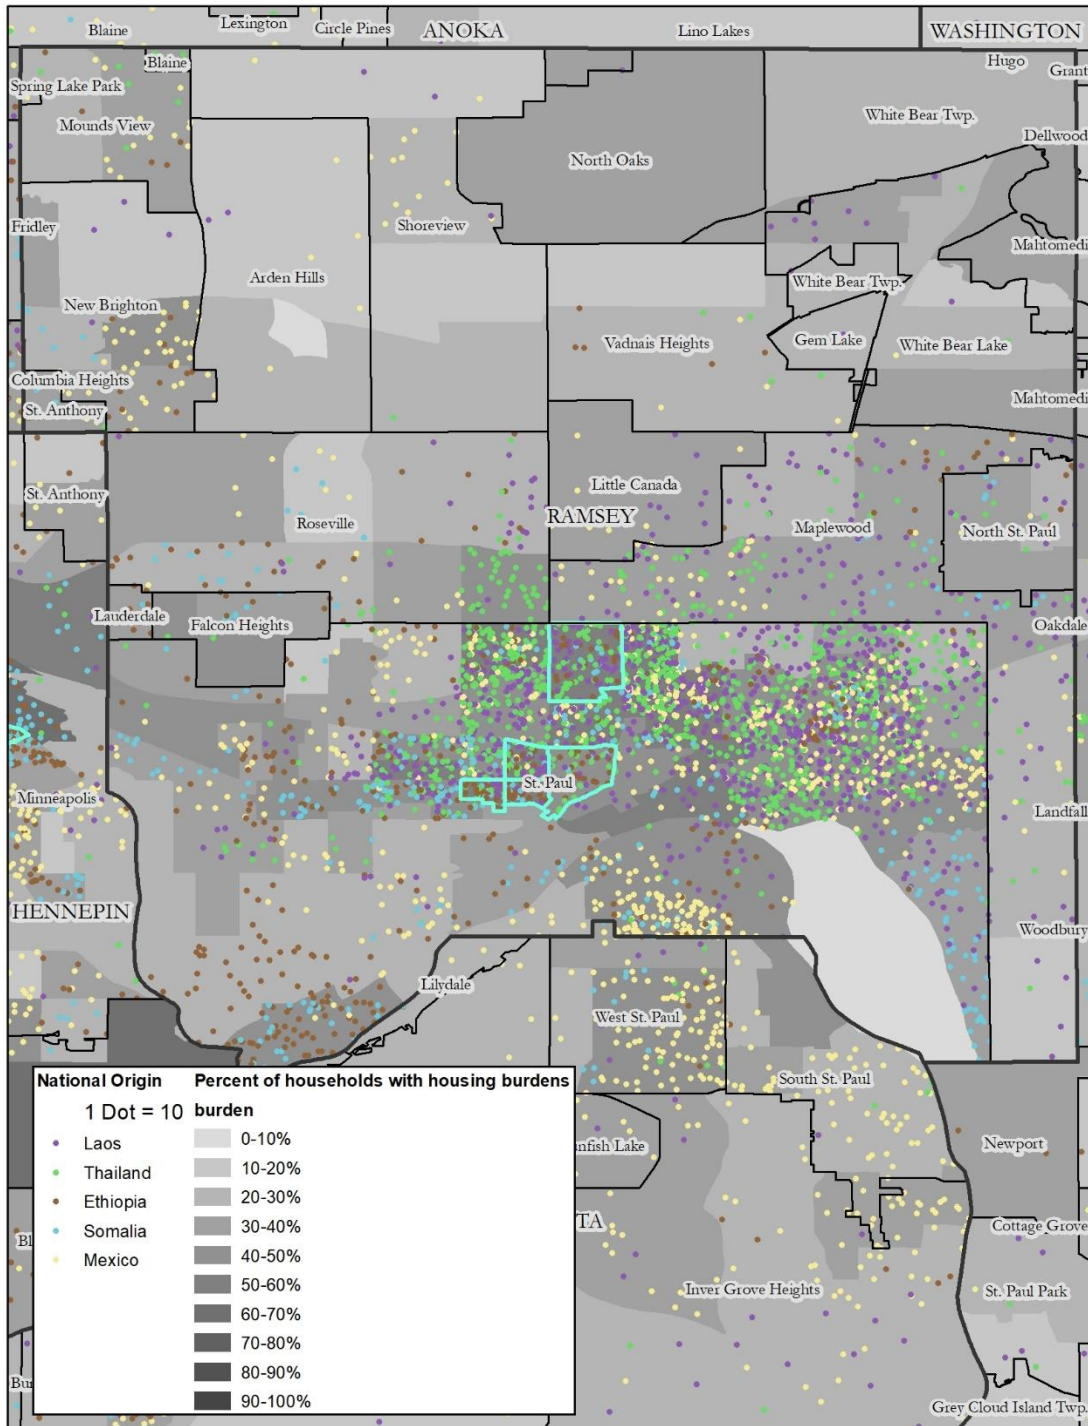 Lexington
Blaine
Circle Pines
ANOKA
Lino Lakes
WASHINGTON
Blaine
Hugo
Grant
Spring Lake Park
Mounds View
White Bear Twp.
Dellwood
North Oaks
Fridley
Shoreview
Mahtomedi
Arden Hills
White Bear Twp.
New Brighton
Vadnais Heights
Gem Lake
White Bear Lake
Columbia Heights
Mahtomedi
St. Anthony
St. Anthony
Little Canada
Roseville
RAMSEY
Maplewood
North St. Paul
Lauderdale
Falcon Heights
Oakdale
St. Paul
Minneapolis
Landfall
HENNEPIN
Woodbury
Lilydale
West St. Paul
South St. Paul
National Origin
1 Dot = 10
Laos
Thailand
Ethiopia
Somalia
Mexico
Percent of households with housing burdens
burden
0-10%
10-20%
20-30%
30-40%
40-50%
50-60%
60-70%
70-80%
80-90%
90-100%
nfish Lake
Newport
TA
Cottage Grove
Bl
Inver Grove Heights
St. Paul Park
Bur
Grey Cloud Island Twp.